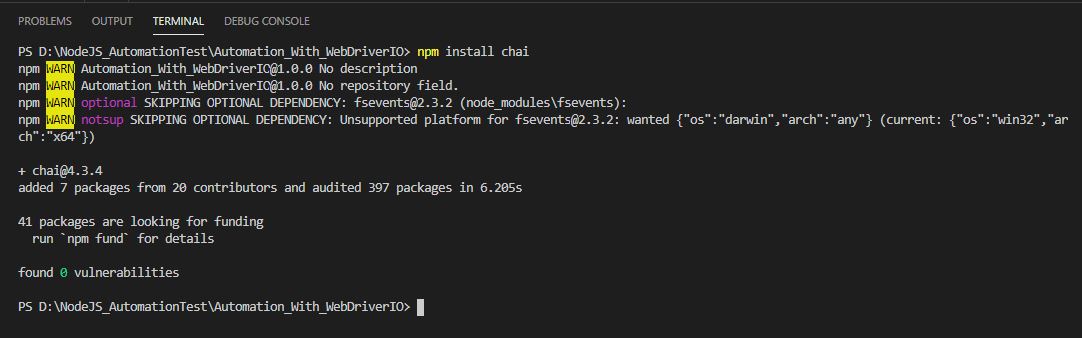 PROBLEMS OUTPUT TERMINAL DEBUG CONSOLE
PS D:\NodeJS_AutomationTest\Automation_With_WebDriverIO> npm install chai
npm WARN Automation_With_WebDriverIO@1.0.0 No description
npm WARN Automation_With_WebDriverIO@1.0.0 No repository field.
npm WARN optional SKIPPING OPTIONAL DEPENDENCY: fsevents@2.3.2 (node_modules\fsevents):
npm WARN notsup SKIPPING OPTIONAL DEPENDENCY: Unsupported platform for fsevents@2.3.2: wanted {"os":"darwin","arch":"any"} (current: {"os":"win32","ar
ch":"x64"})
+ chai@4.3.4
added 7 packages from 20 contributors and audited 397 packages in 6.205s
41 packages are looking for funding
  run `npm fund` for details
found 0 vulnerabilities
PS D:\NodeJS_AutomationTest\Automation_With_WebDriverIO>